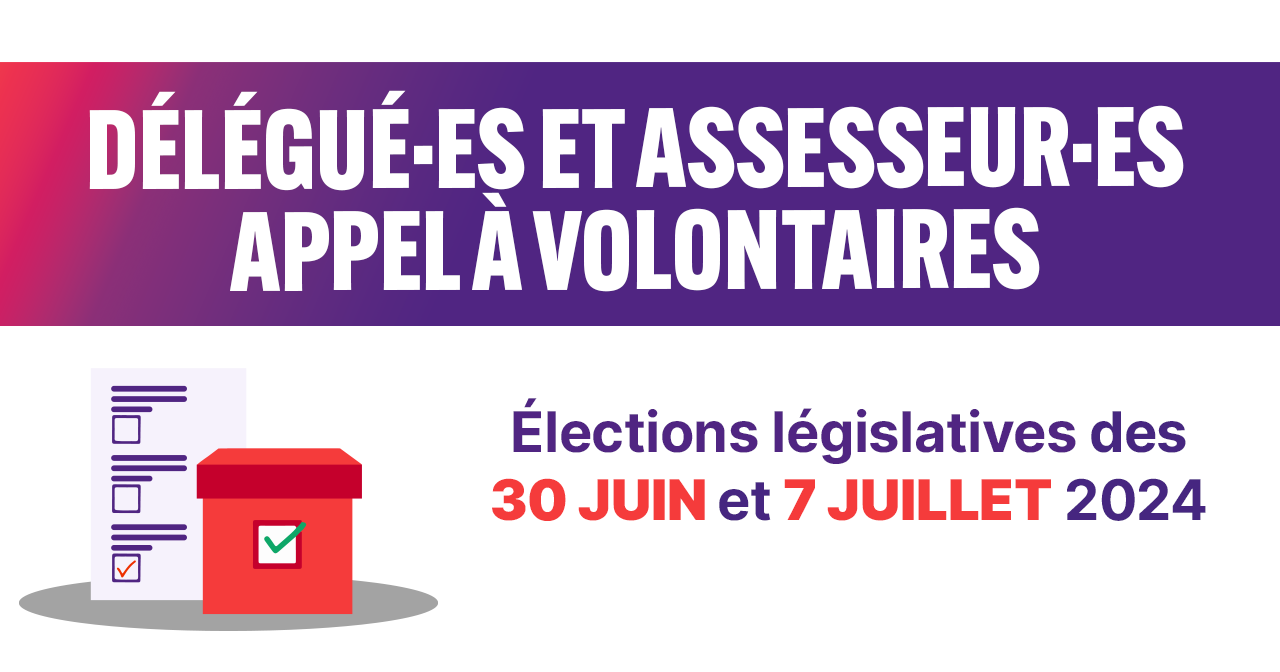 DÉLÉGUÉ·ES ET ASSESSEUR·ES
APPEL À VOLONTAIRES
Élections législatives des
30 JUIN et 7 JUILLET 2024